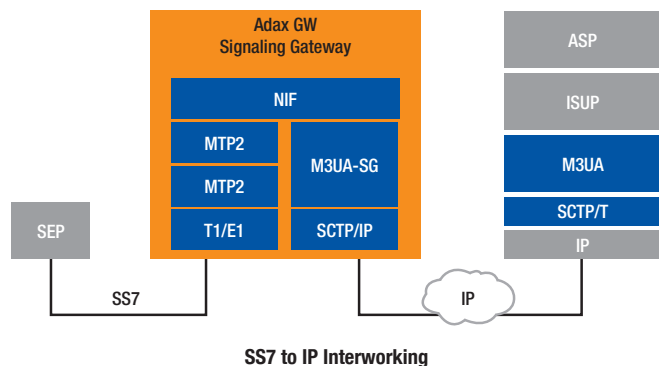 Adax GW
Signaling Gateway
NIF
MTP2
MTP2
T1/E1
M3UA-SG
SCTP/IP
SEP
SS7
IP
ASP
ISUP
M3UA
SCTP/T
IP
SS7 to IP Interworking